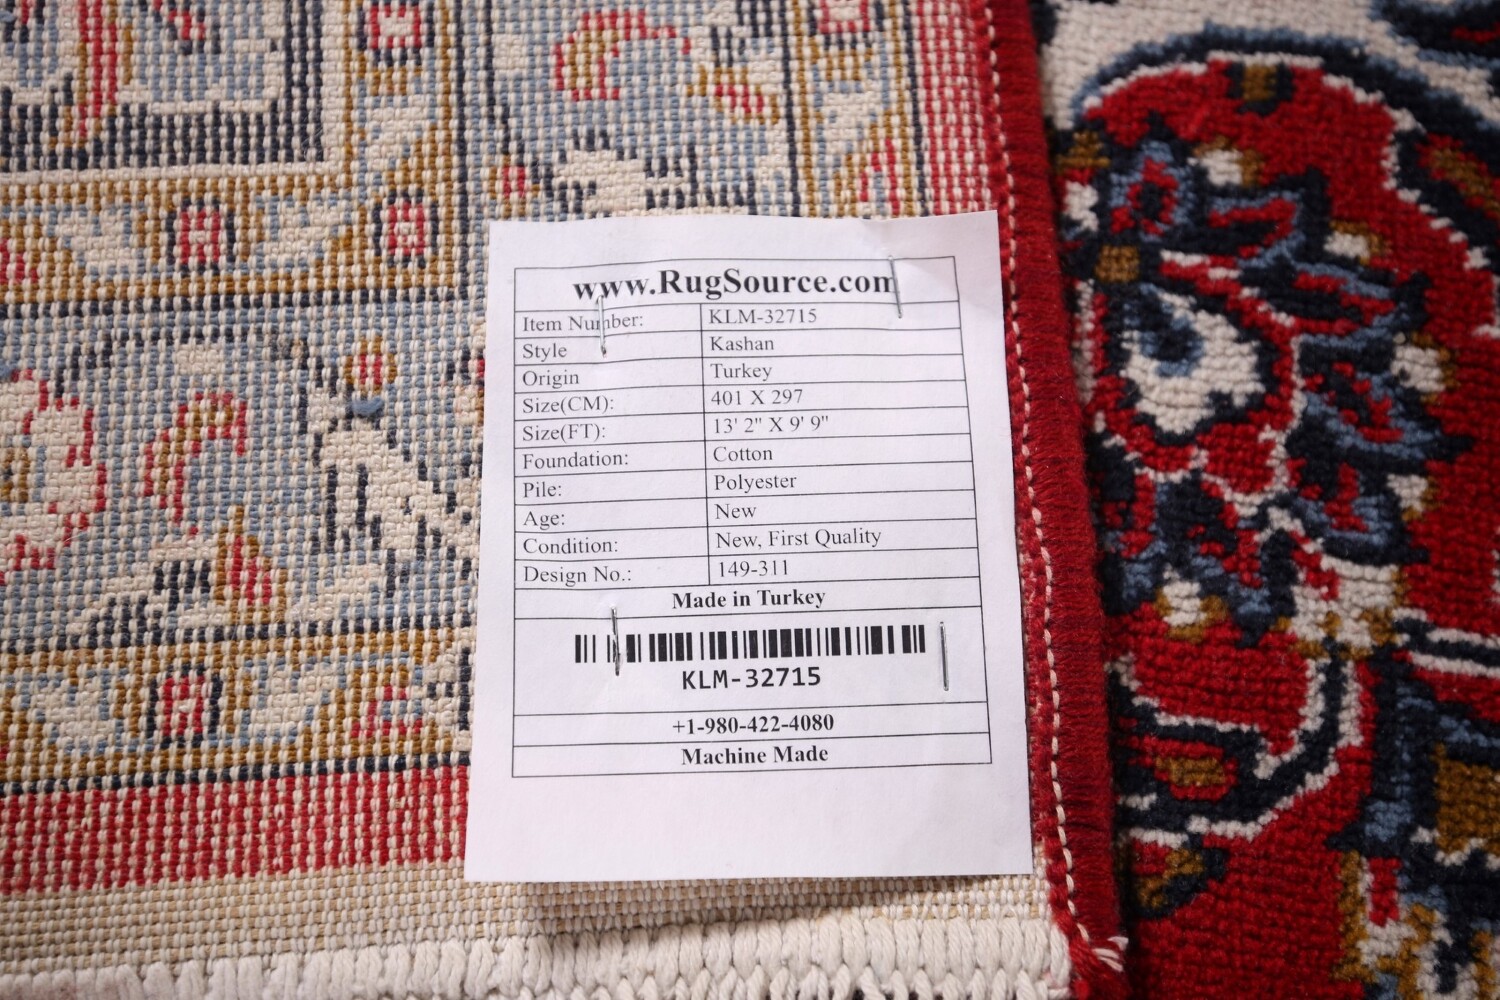 www.RugSource.com
Item Number: KLM-32715
Style Kashan
Origin Turkey
Size(CM): 401 X 297
Size(FT): 13' 2" X 9' 9"
Foundation: Cotton
Pile: Polyester
Age: New
Condition: New, First Quality
Design No.: 149-311
Made in Turkey
KLM-32715
+1-980-422-4080
Machine Made